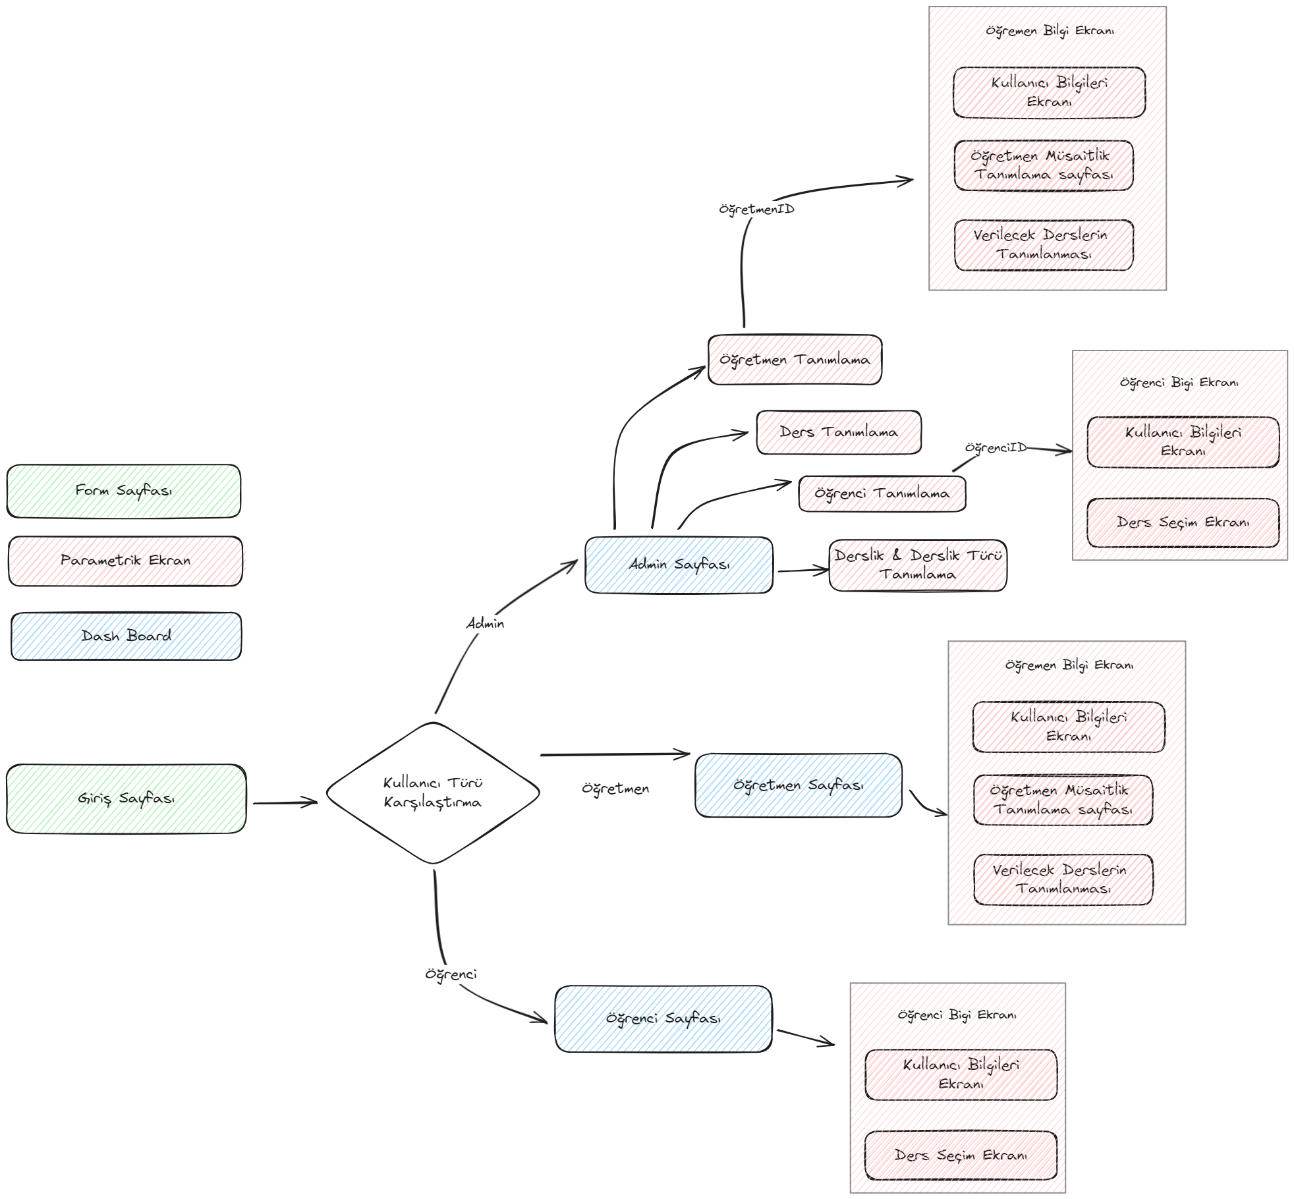 Öğremen Bilgi Ekranı
Kullanıcı Bilgileri
Ekranı
Öğretmen Müsaitlik
Tanımlama sayfası
Verilecek Derslerin
Tanımlanması
ÖğretmenID
Öğretmen Tanımlama
Öğrenci Bigi Ekranı
Kullanıcı Bilgileri
Ekranı
Ders Seçim Ekranı
Ders Tanımlama
ÖğrenciID
Öğrenci Tanımlama
Form Sayfası
Parametrik Ekran
Dash Board
Admin Sayfası
Derslik & Derslik Türü
Tanımlama
Admin
Giriş Sayfası
Kullanıcı Türü
Karşılaştırma
Öğretmen
Öğretmen Sayfası
Öğremen Bilgi Ekranı
Kullanıcı Bilgileri
Ekranı
Öğretmen Müsaitlik
Tanımlama sayfası
Verilecek Derslerin
Tanımlanması
Öğrenci
Öğrenci Sayfası
Öğrenci Bigi Ekranı
Kullanıcı Bilgileri
Ekranı
Ders Seçim Ekranı